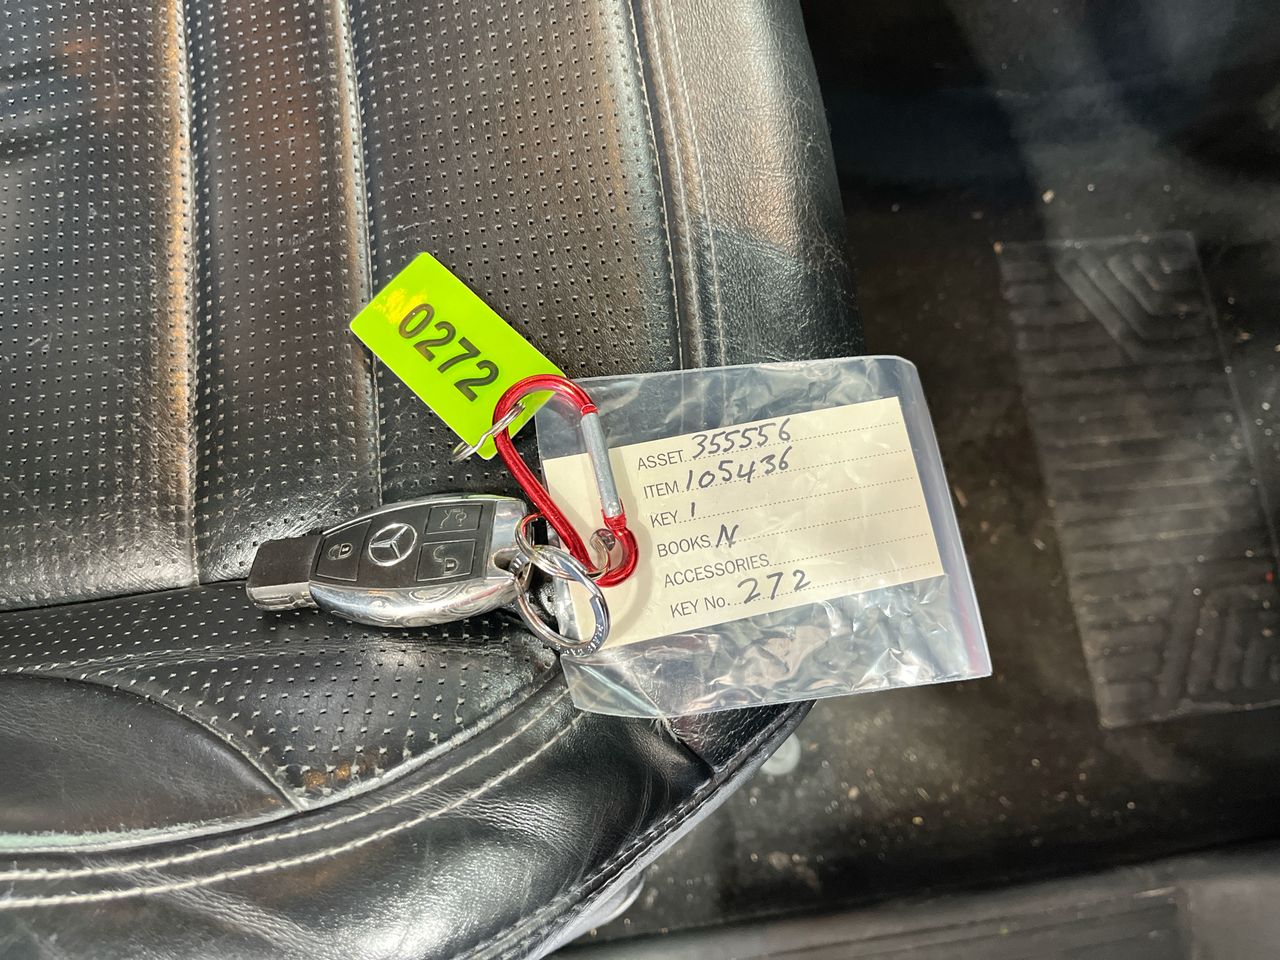 0272
ASSET 355556
ITEM 105436
KEY 1
BOOKS N
ACCESSORIES
KEY No. 272